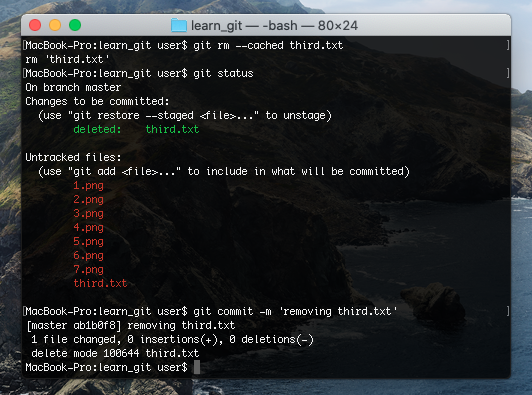 learn_git — -bash — 80×24
[MacBook-Pro:learn_git user$ git rm --cached third.txt ]
rm 'third.txt'
[MacBook-Pro:learn_git user$ git status ]
On branch master
Changes to be committed:
  (use "git restore --staged <file>..." to unstage)
        deleted:    third.txt

Untracked files:
  (use "git add <file>..." to include in what will be committed)
        1.png
        2.png
        3.png
        4.png
        5.png
        6.png
        7.png
        third.txt

[MacBook-Pro:learn_git user$ git commit -m 'removing third.txt' ]
[master ab1b0f8] removing third.txt
 1 file changed, 0 insertions(+), 0 deletions(-)
 delete mode 100644 third.txt
MacBook-Pro:learn_git user$